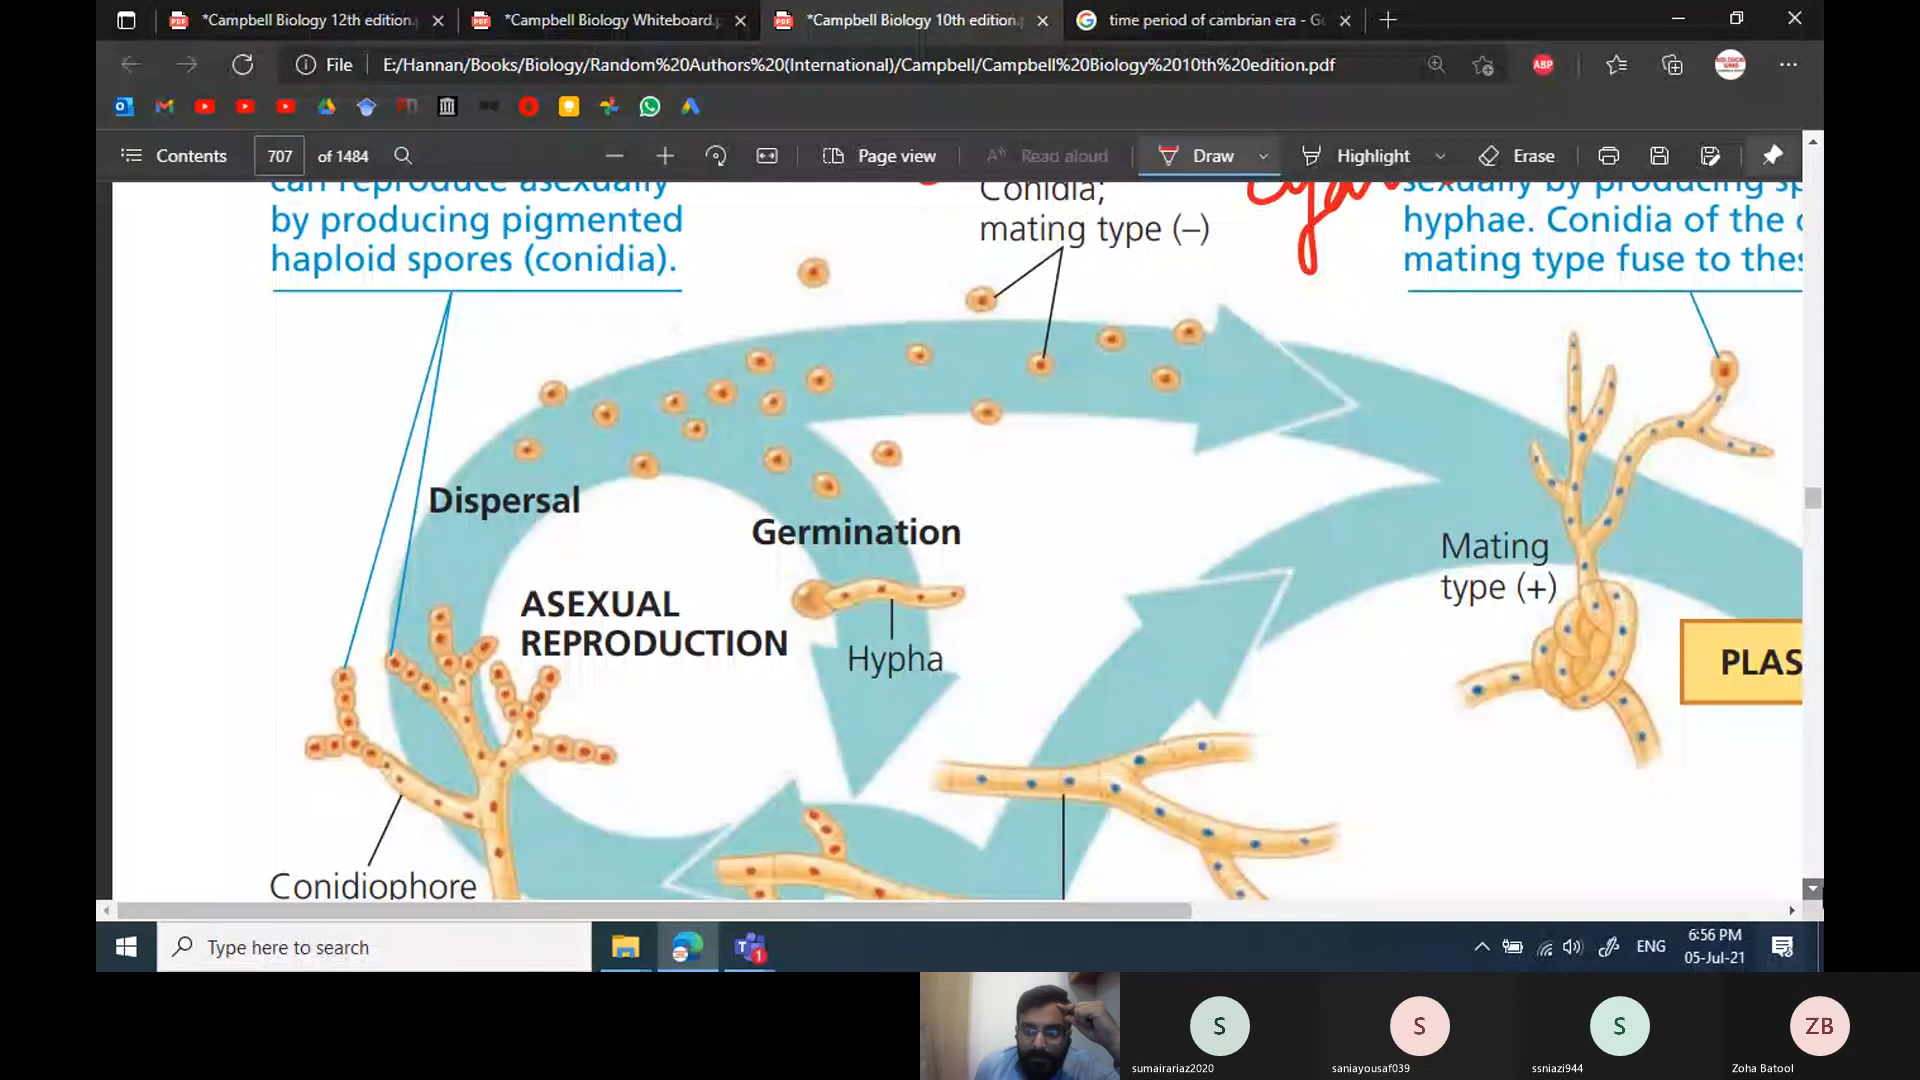 *Campbell Biology 12th edition.
*Campbell Biology Whiteboard.p
*Campbell Biology 10th edition.p
time period of cambrian era - Go
File
E:/Hannan/Books/Biology/Random%20Authors%20(International)/Campbell/Campbell%20Biology%2010th%20edition.pdf
ABP
Contents
707
of 1484
Page view
Read aloud
Draw
Highlight
Erase
can reproduce asexually
by producing pigmented
haploid spores (conidia).
Conidia;
mating type (–)
sexually by producing sp
hyphae. Conidia of the o
mating type fuse to thes
Dispersal
Germination
ASEXUAL
REPRODUCTION
Hypha
Mating
type (+)
PLAS
Conidiophore
Type here to search
1
ENG
6:56 PM
05-Jul-21
S
S
S
ZB
sumairariaz2020
saniayousaf039
ssniazi944
Zoha Batool